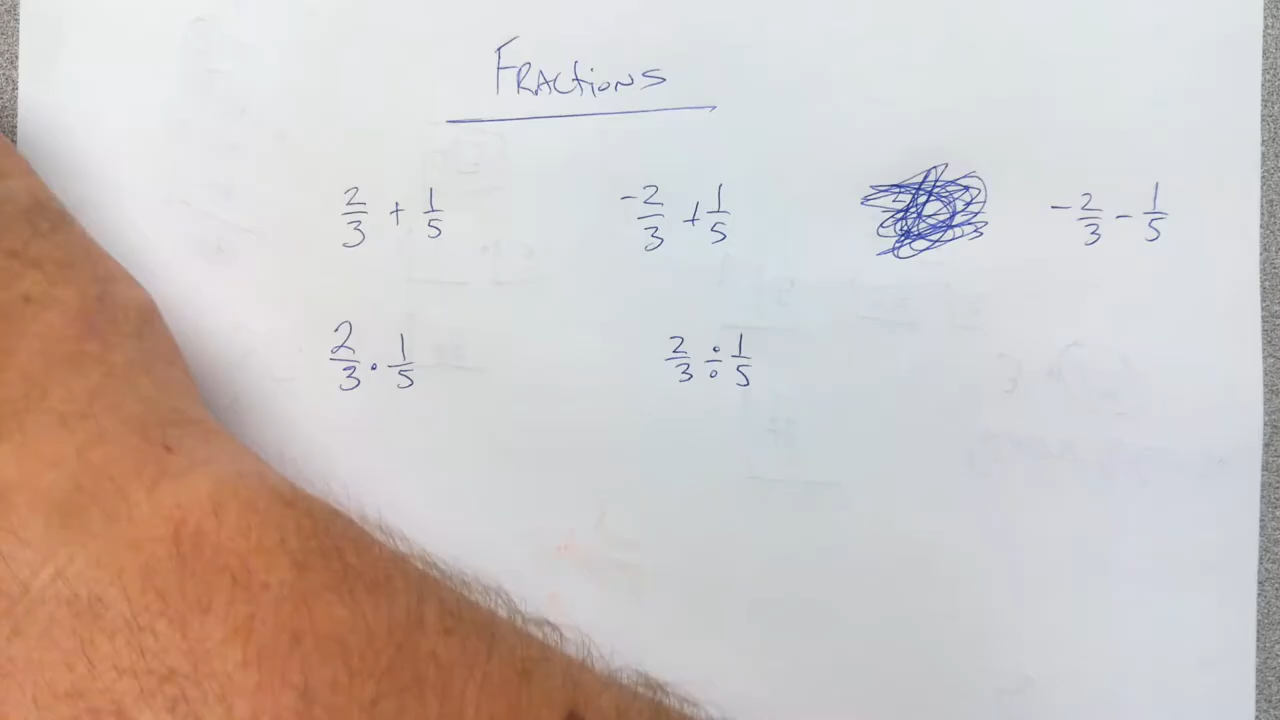 Fractions
2/3 + 1/5    -2/3 + 1/5    - 2/3 - 1/5
2/3 · 1/5    2/3 ÷ 1/5